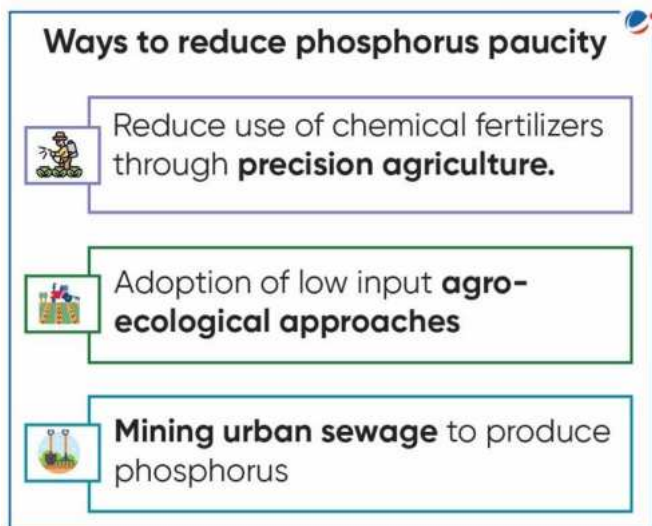 Ways to reduce phosphorus paucity
Reduce use of chemical fertilizers
through precision agriculture.
Adoption of low input agro-
ecological approaches
Mining urban sewage to produce
phosphorus